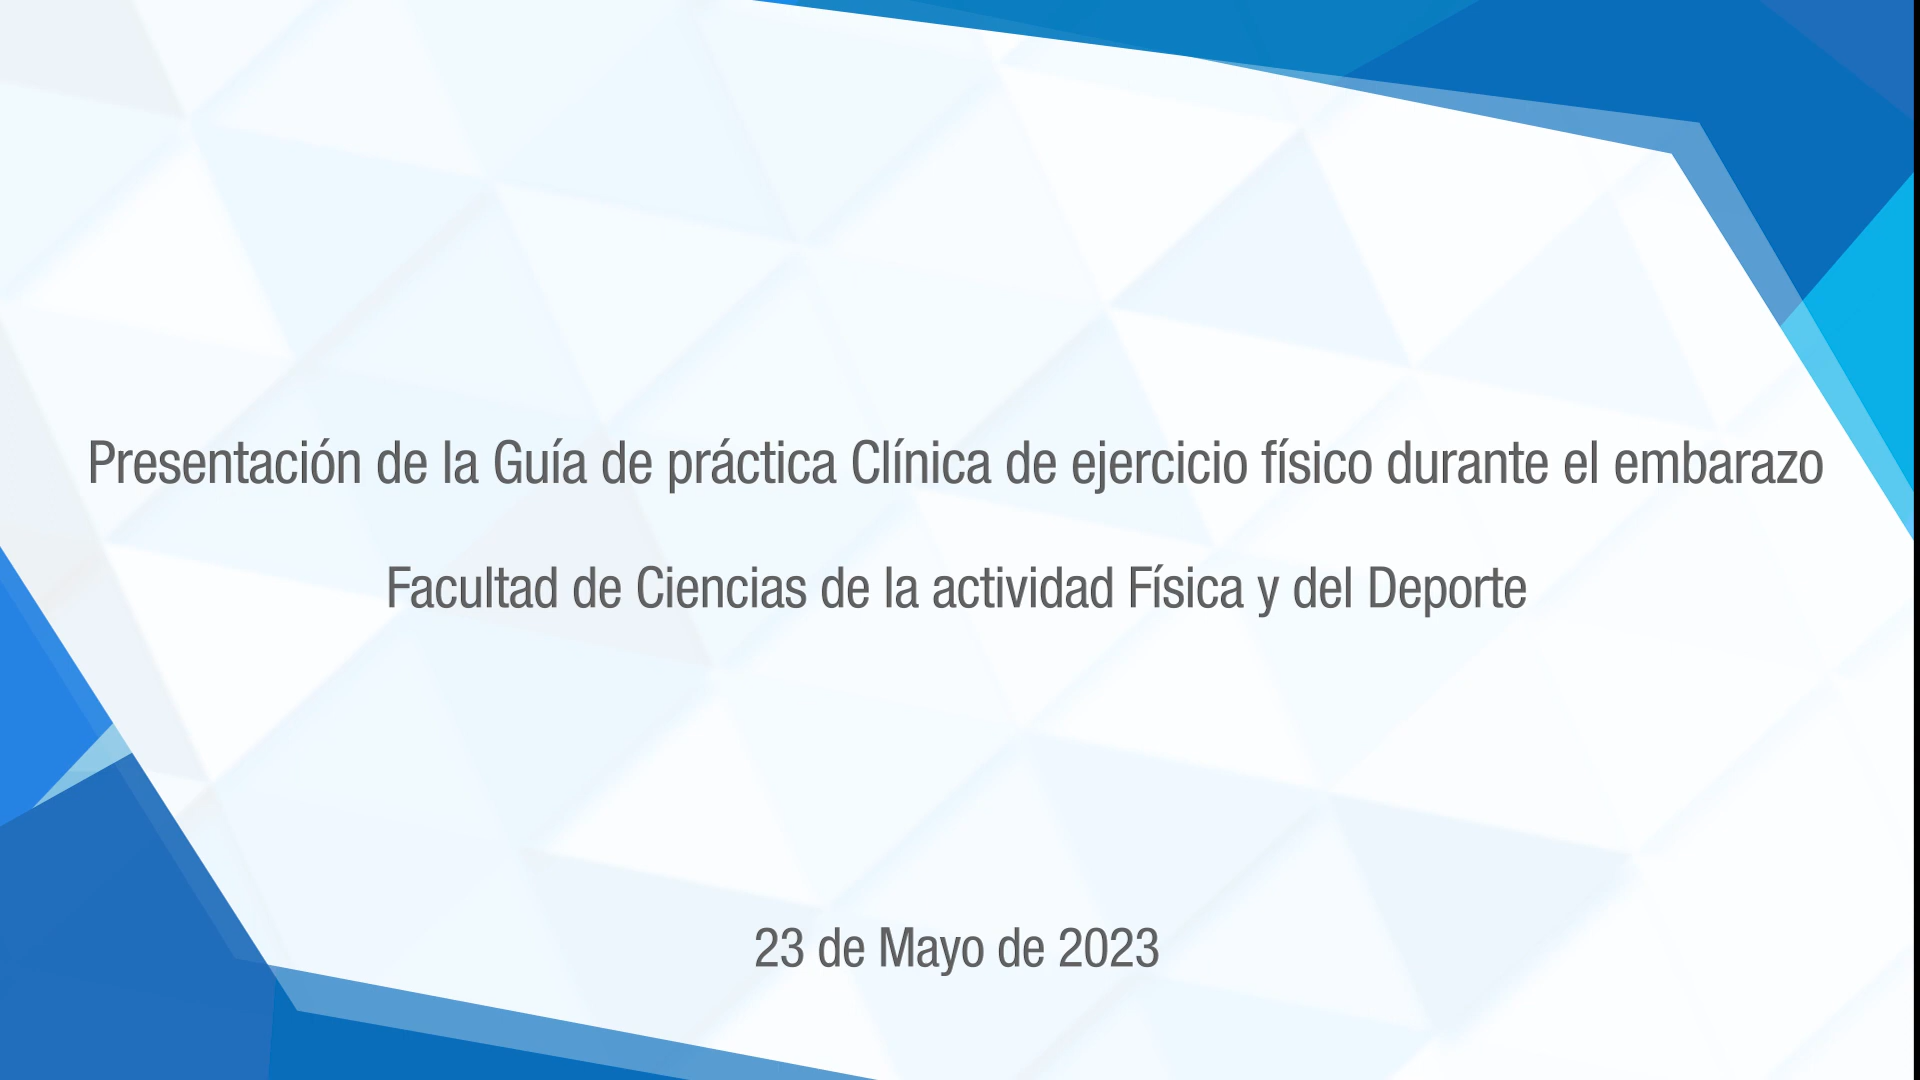 Presentación de la Guía de práctica Clínica de ejercicio físico durante el embarazo
Facultad de Ciencias de la actividad Física y del Deporte
23 de Mayo de 2023